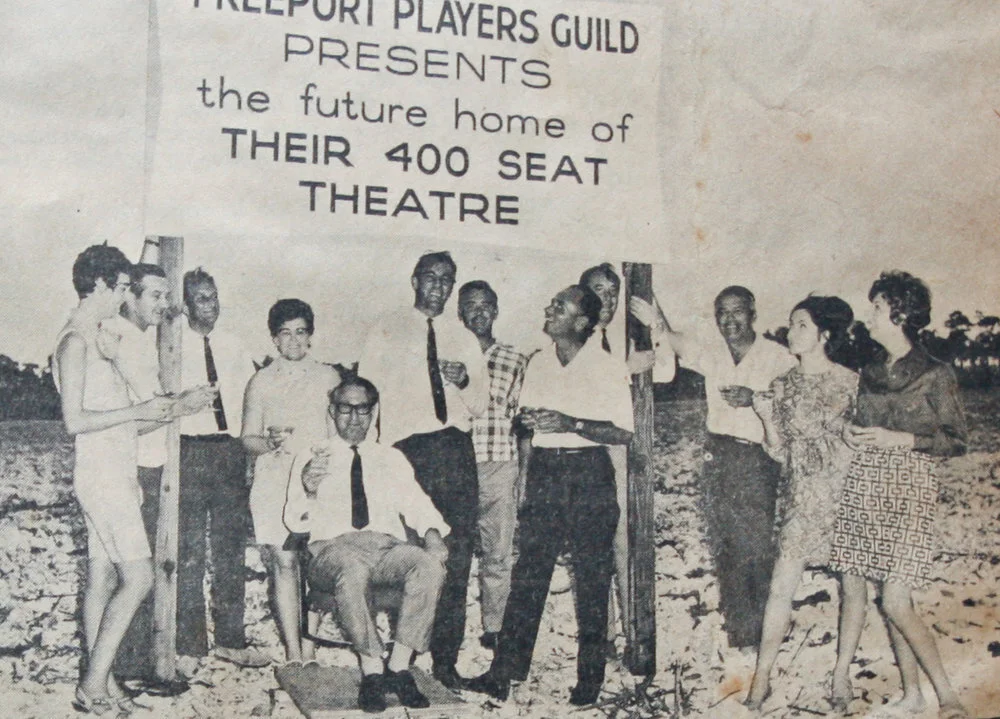 FREEPORT PLAYERS GUILD
PRESENTS
the future home of
THEIR 400 SEAT
THEATRE